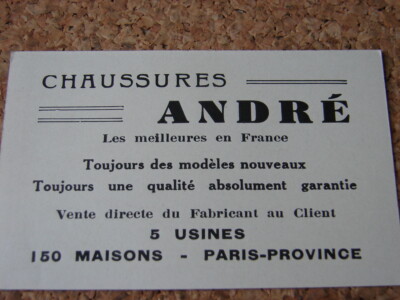 CHAUSSURES
ANDRÉ
Les meilleures en France
Toujours des modèles nouveaux
Toujours une qualité absolument garantie
Vente directe du Fabricant au Client
5 USINES
150 MAISONS - PARIS-PROVINCE